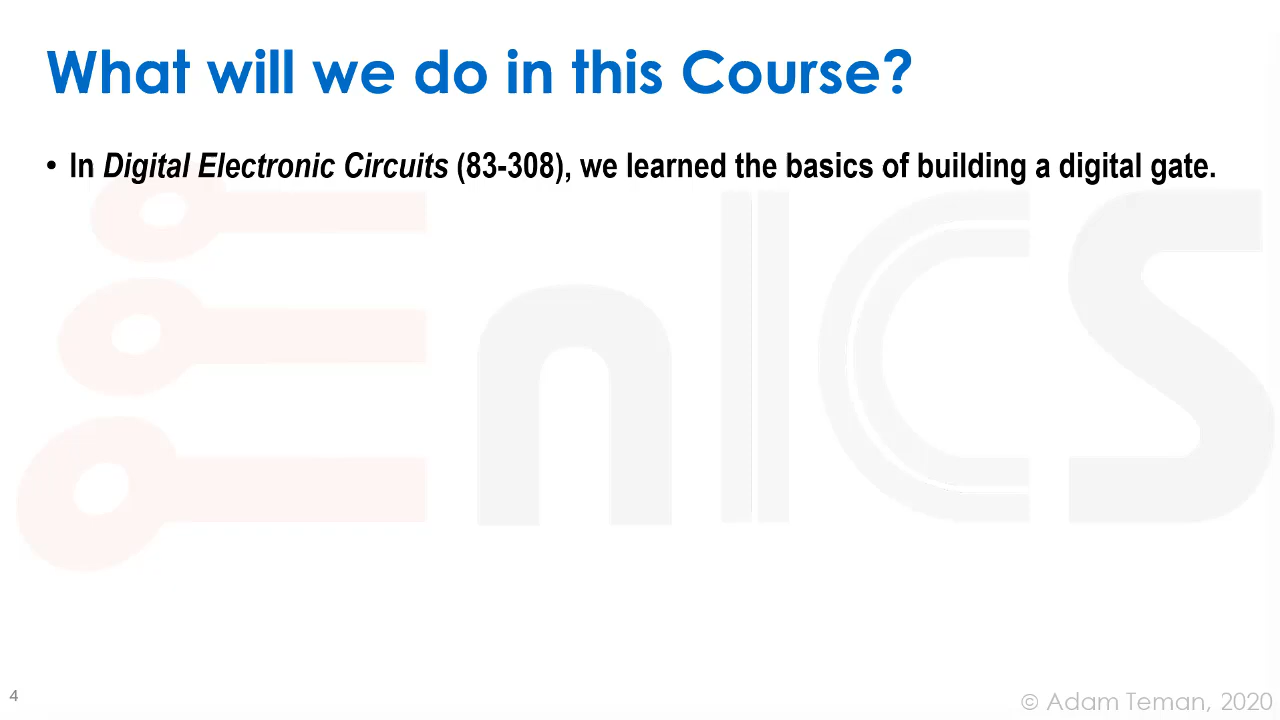 What will we do in this Course?
• In Digital Electronic Circuits (83-308), we learned the basics of building a digital gate.
EnICS
4
© Adam Teman, 2020